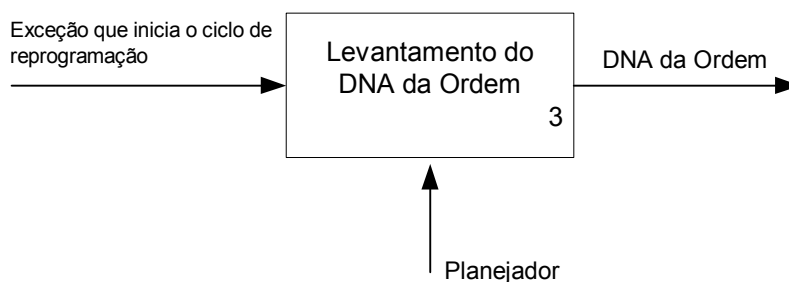 Exceção que inicia o ciclo de
reprogramação
Levantamento do
DNA da Ordem
3
DNA da Ordem
Planejador